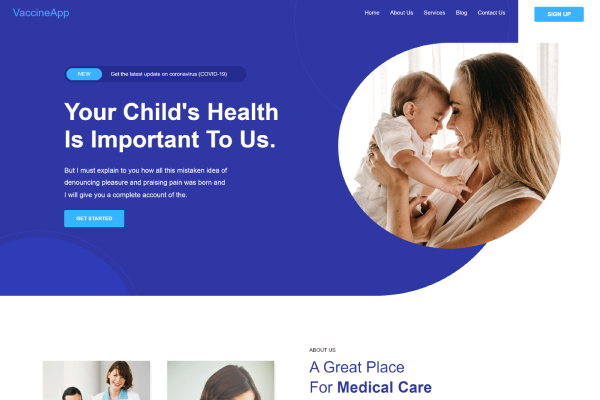 VaccineApp
Home About Us Services Blog Contact Us
SIGN UP
NEW Get the latest update on coronavirus (COVID-19)
Your Child's Health
Is Important To Us.
But I must explain to you how all this mistaken idea of
denouncing pleasure and praising pain was born and
I will give you a complete account of the.
GET STARTED
ABOUT US
A Great Place
For Medical Care